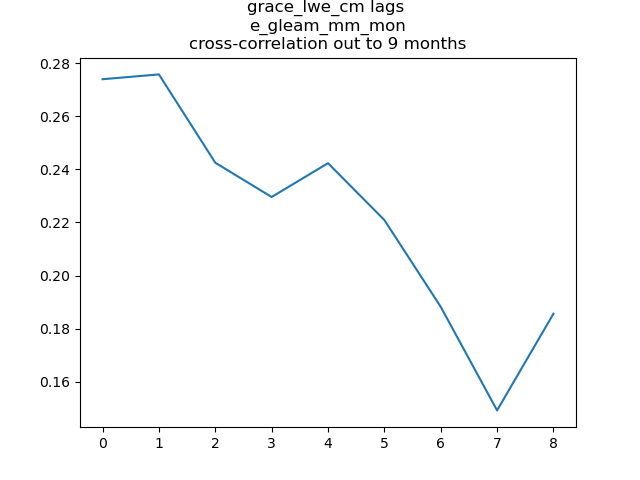 grace_lwe_cm lags
e_gleam_mm_mon
cross-correlation out to 9 months
0.28
0.26
0.24
0.22
0.20
0.18
0.16
0 1 2 3 4 5 6 7 8